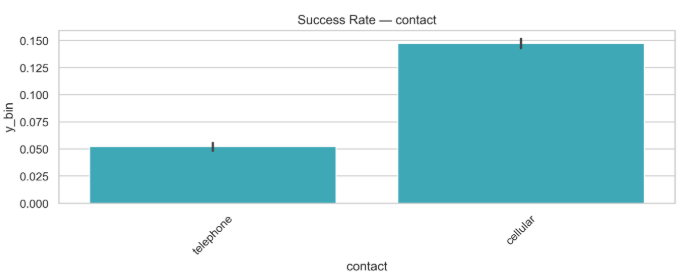 Success Rate — contact
y_bin
0.150
0.125
0.100
0.075
0.050
0.025
0.000
telephone
cellular
contact